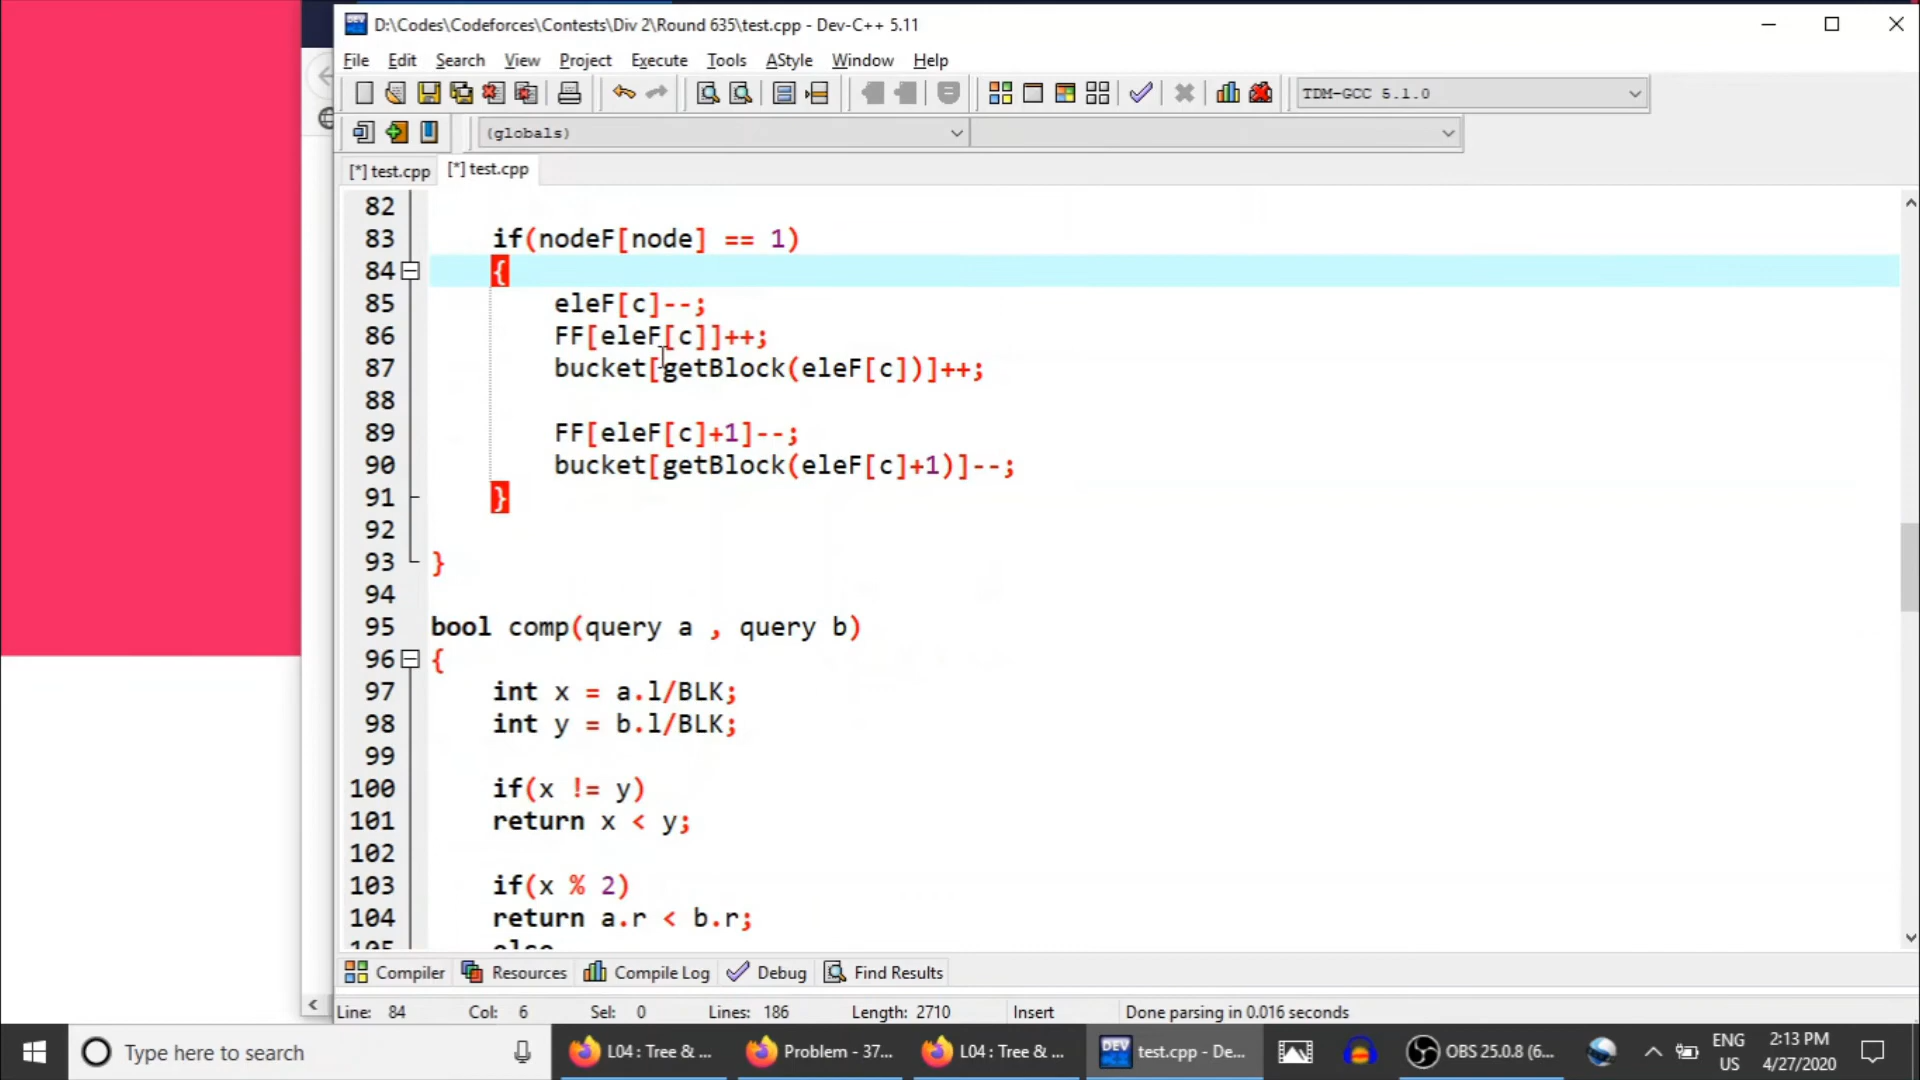 D:\Codes\Codeforces\Contests\Div 2\Round 635\test.cpp - Dev-C++ 5.11
File Edit Search View Project Execute Tools AStyle Window Help
TDM-GCC 5.1.0
(globals)
[*] test.cpp [*] test.cpp
82
83 if(nodeF[node] == 1)
84 {
85 eleF[c]--;
86 FF[eleF[c]]++;
87 bucket[getBlock(eleF[c])]++;
88
89 FF[eleF[c]+1]--;
90 bucket[getBlock(eleF[c]+1)]--;
91 }
92
93 }
94
95 bool comp(query a , query b)
96 {
97 int x = a.l/BLK;
98 int y = b.l/BLK;
99
100 if(x != y)
101 return x < y;
102
103 if(x % 2)
104 return a.r < b.r;
105 else
Compiler Resources Compile Log Debug Find Results
Line: 84 Col: 6 Sel: 0 Lines: 186 Length: 2710 Insert Done parsing in 0.016 seconds
Type here to search L04 : Tree & ... Problem - 37... L04 : Tree & ... DEV test.cpp - De... OBS 25.0.8 (6... ENG 2:13 PM
US 4/27/2020